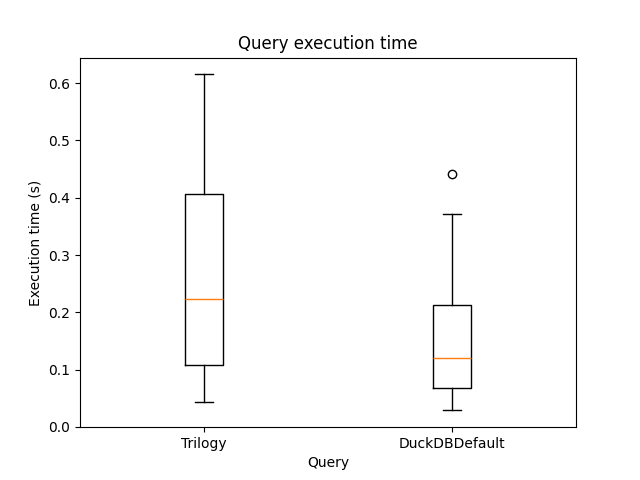 Query execution time
Execution time (s)
0.6
0.5
0.4
0.3
0.2
0.1
0.0
Trilogy
DuckDBDefault
Query